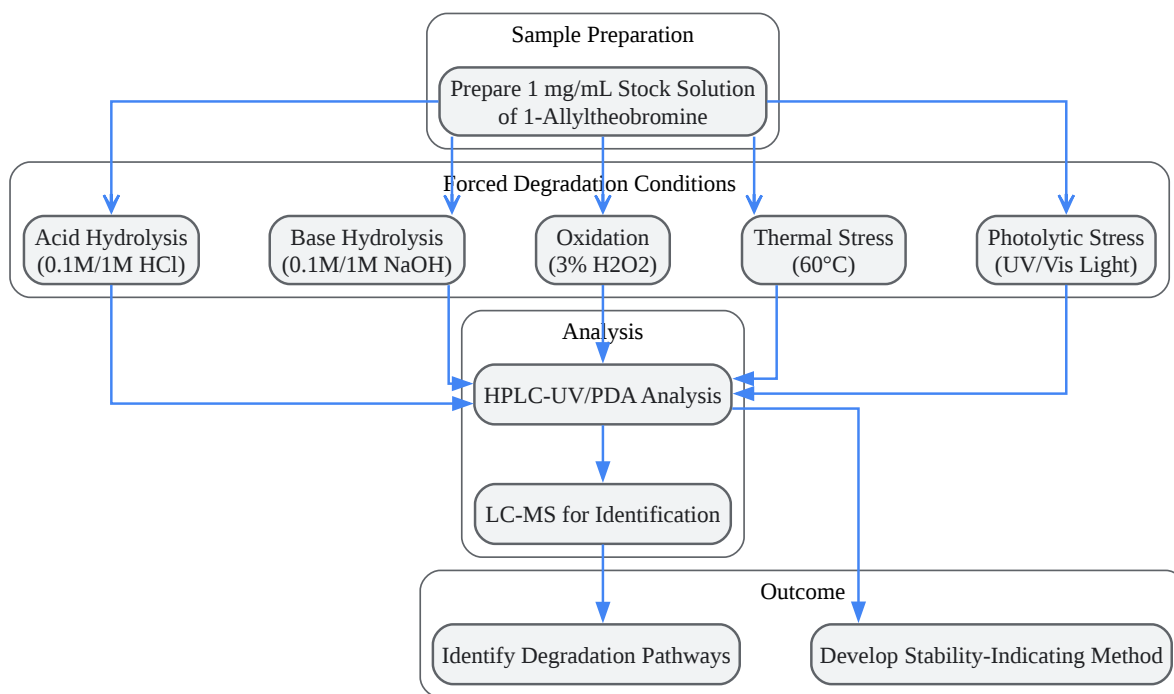 Sample Preparation
Prepare 1 mg/mL Stock Solution
of 1-Allyltheobromine
Forced Degradation Conditions
Acid Hydrolysis
(0.1M/1M HCl)
Base Hydrolysis
(0.1M/1M NaOH)
Oxidation
(3% H2O2)
Thermal Stress
(60°C)
Photolytic Stress
(UV/Vis Light)
Analysis
HPLC-UV/PDA Analysis
LC-MS for Identification
Outcome
Identify Degradation Pathways
Develop Stability-Indicating Method